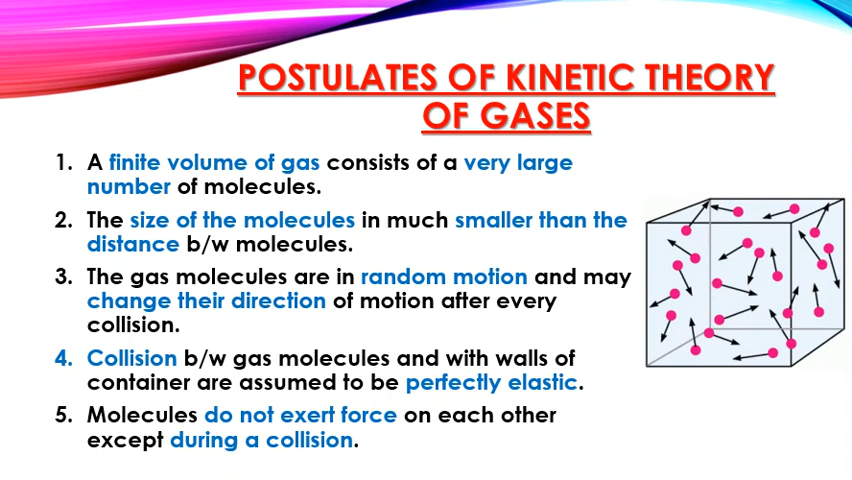 POSTULATES OF KINETIC THEORY
OF GASES
1. A finite volume of gas consists of a very large
number of molecules.
2. The size of the molecules in much smaller than the
distance b/w molecules.
3. The gas molecules are in random motion and may
change their direction of motion after every
collision.
4. Collision b/w gas molecules and with walls of
container are assumed to be perfectly elastic.
5. Molecules do not exert force on each other
except during a collision.